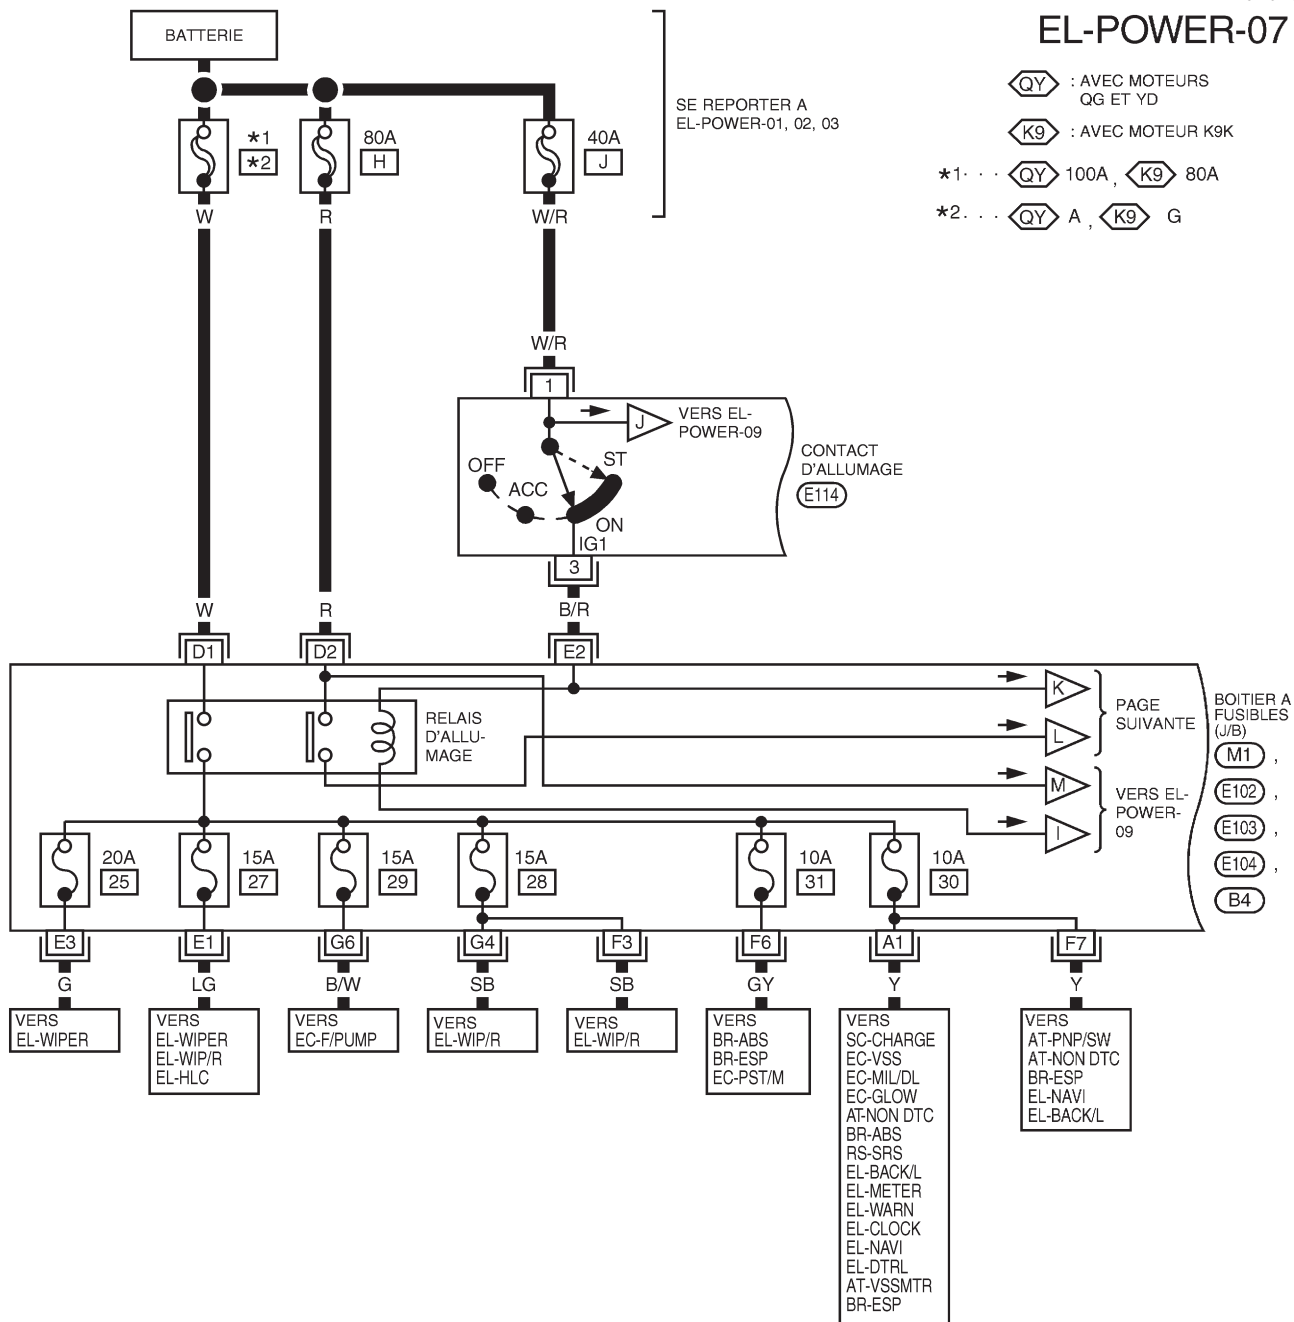 EL-POWER-07
BATTERIE
QY : AVEC MOTEURS
QG ET YD
K9 : AVEC MOTEUR K9K
*1 · · · QY 100A , K9 80A
*2. . . QY A , K9 G
SE REPORTER A
EL-POWER-01, 02, 03
*1
*2
80A
H
40A
J
W
R
W/R
W/R
1
J
VERS EL-
POWER-09
CONTACT
D'ALLUMAGE
E114
OFF
ACC
ST
ON
IG1
3
W
R
B/R
D1
D2
E2
RELAIS
D'ALLU-
MAGE
K
L
PAGE
SUIVANTE
M
I
VERS EL-
POWER-
09
BOITIER A
FUSIBLES
(J/B)
M1 ,
E102 ,
E103 ,
E104 ,
B4
20A
25
15A
27
15A
29
15A
28
10A
31
10A
30
E3
E1
G6
G4
F3
F6
A1
F7
G
LG
B/W
SB
SB
GY
Y
Y
VERS
EL-WIPER
VERS
EL-WIPER
EL-WIP/R
EL-HLC
VERS
EC-F/PUMP
VERS
EL-WIP/R
VERS
EL-WIP/R
VERS
BR-ABS
BR-ESP
EC-PST/M
VERS
SC-CHARGE
EC-VSS
EC-MIL/DL
EC-GLOW
AT-NON DTC
BR-ABS
RS-SRS
EL-BACK/L
EL-METER
EL-WARN
EL-CLOCK
EL-NAVI
EL-DTRL
AT-VSSMTR
BR-ESP
VERS
AT-PNP/SW
AT-NON DTC
BR-ESP
EL-NAVI
EL-BACK/L